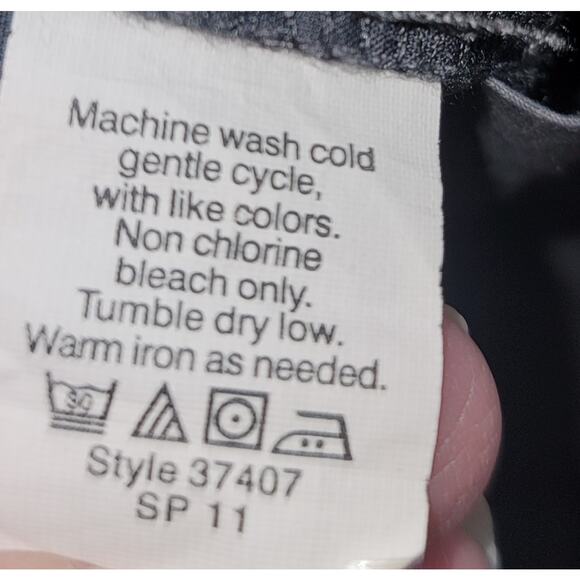 Machine wash cold
gentle cycle,
with like colors.
Non chlorine
bleach only.
Tumble dry low.
Warm iron as needed.
30
Style 37407
SP 11